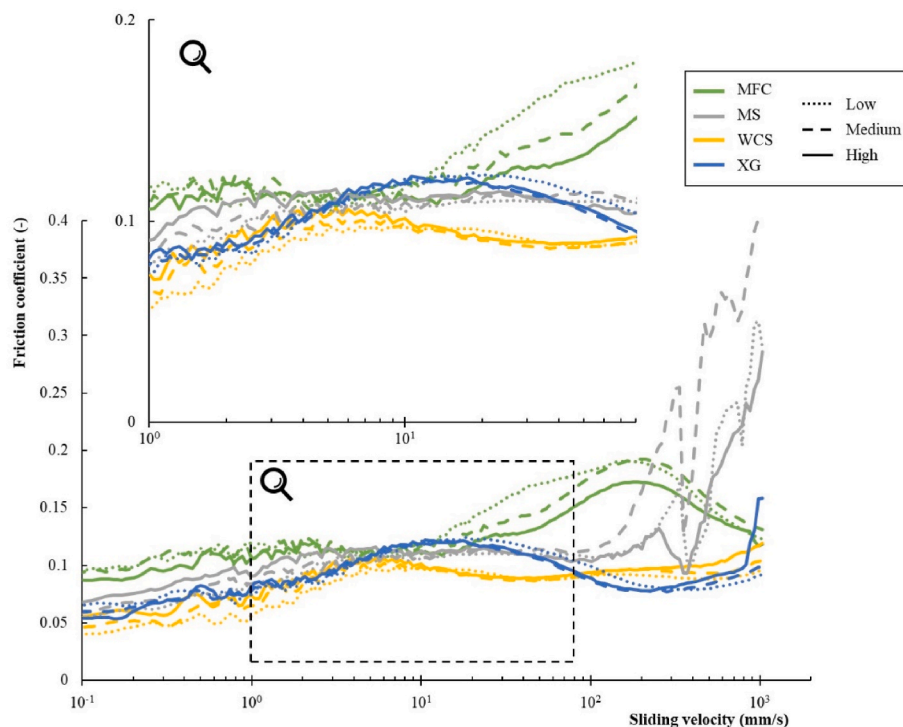 0.2
0.1
0
10⁰
10¹
MFC
MS
WCS
XG
Low
Medium
High
Friction coefficient (-)
0.4
0.3
0.3
0.25
0.2
0.15
0.1
0.05
0
10⁻¹
10⁰
10¹
10²
10³
Sliding velocity (mm/s)